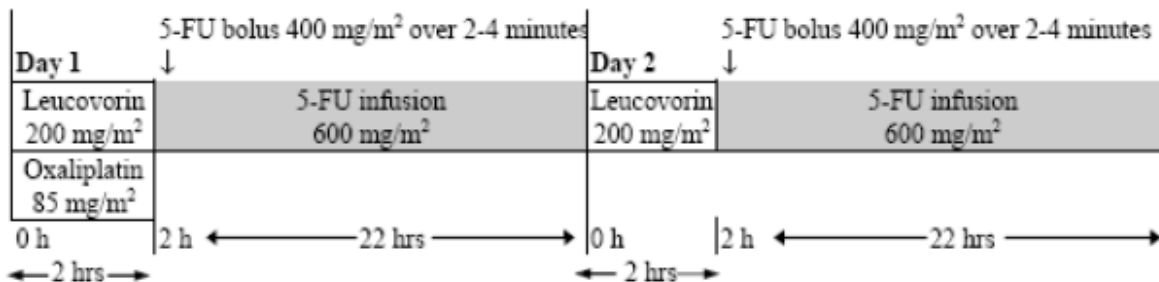 5-FU bolus 400 mg/m² over 2-4 minutes 5-FU bolus 400 mg/m² over 2-4 minutes
Day 1 ↓ Day 2 ↓
Leucovorin 5-FU infusion Leucovorin 5-FU infusion
200 mg/m² 600 mg/m² 200 mg/m² 600 mg/m²
Oxaliplatin
85 mg/m²
0 h 2 h 22 hrs 0 h 2 h 22 hrs
2 hrs 2 hrs